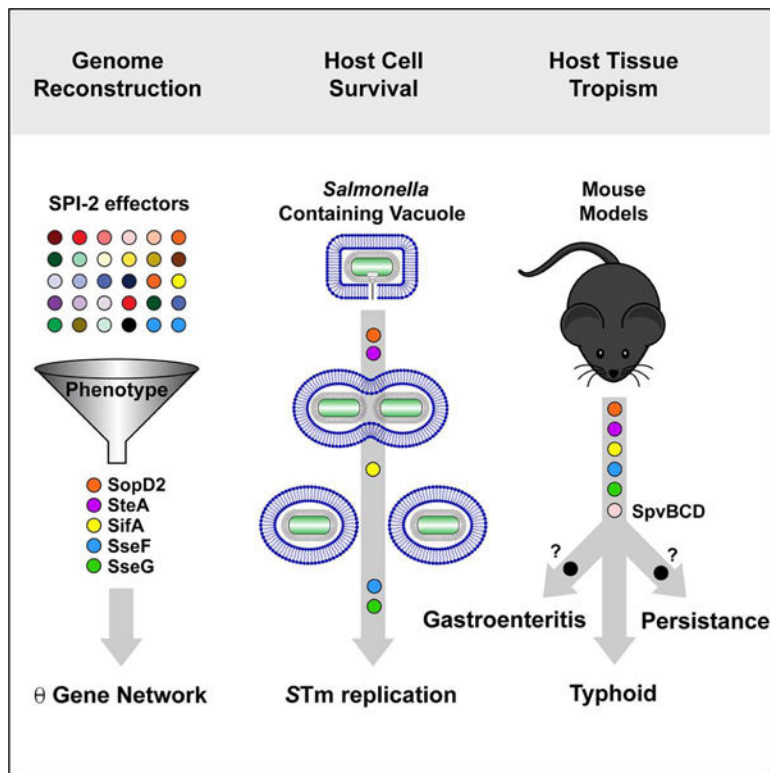 Genome
Reconstruction
Host Cell
Survival
Host Tissue
Tropism
SPI-2 effectors
Phenotype
SopD2
SteA
SifA
SseF
SseG
θ Gene Network
Salmonella
Containing Vacuole
STm replication
Mouse
Models
SpvBCD
?
?
Gastroenteritis
Persistance
Typhoid